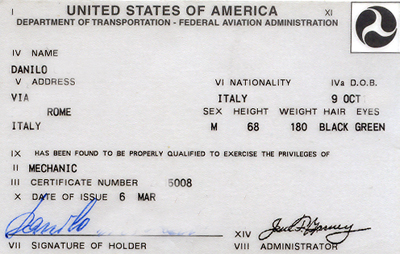 I UNITED STATES OF AMERICA XI
DEPARTMENT OF TRANSPORTATION - FEDERAL AVIATION ADMINISTRATION
IV NAME
DANILO
V ADDRESS VI NATIONALITY IVa D.O.B.
VIA ITALY 9 OCT
ROME SEX HEIGHT WEIGHT HAIR EYES
ITALY M 68 180 BLACK GREEN
IX HAS BEEN FOUND TO BE PROPERLY QUALIFIED TO EXERCISE THE PRIVILEGES OF
II MECHANIC
III CERTIFICATE NUMBER 5008
X DATE OF ISSUE 6 MAR
Danilo XIV
VII SIGNATURE OF HOLDER VIII ADMINISTRATOR